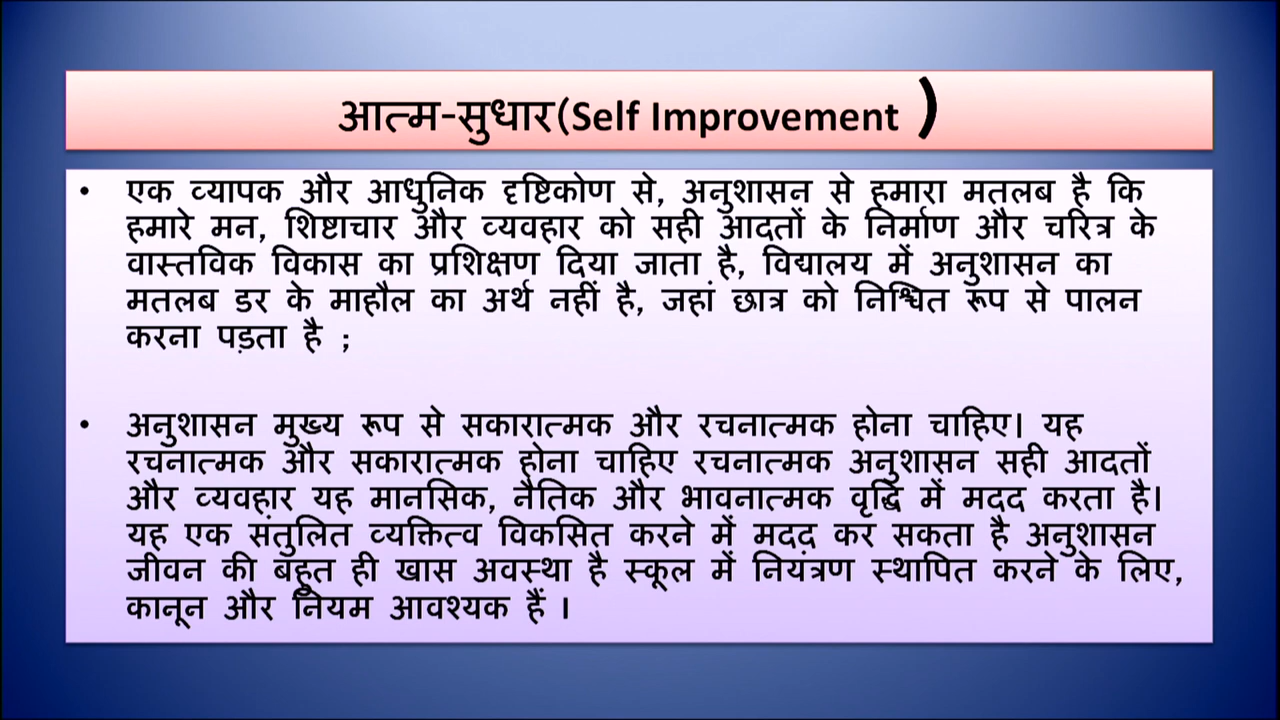 आत्म-सुधार(Self Improvement )
• एक व्यापक और आधुनिक दृष्टिकोण से, अनुशासन से हमारा मतलब है कि
हमारे मन, शिष्टाचार और व्यवहार को सही आदतों के निर्माण और चरित्र के
वास्तविक विकास का प्रशिक्षण दिया जाता है, विद्यालय में अनुशासन का
मतलब डर के माहौल का अर्थ नहीं है, जहां छात्र को निश्चित रूप से पालन
करना पड़ता है ;
• अनुशासन मुख्य रूप से सकारात्मक और रचनात्मक होना चाहिए। यह
रचनात्मक और सकारात्मक होना चाहिए रचनात्मक अनुशासन सही आदतों
और व्यवहार यह मानसिक, नैतिक और भावनात्मक वृद्धि में मदद करता है।
यह एक संतुलित व्यक्तित्व विकसित करने में मदद कर सकता है अनुशासन
जीवन की बहुत ही खास अवस्था है स्कूल में नियंत्रण स्थापित करने के लिए,
कानून और नियम आवश्यक हैं ।